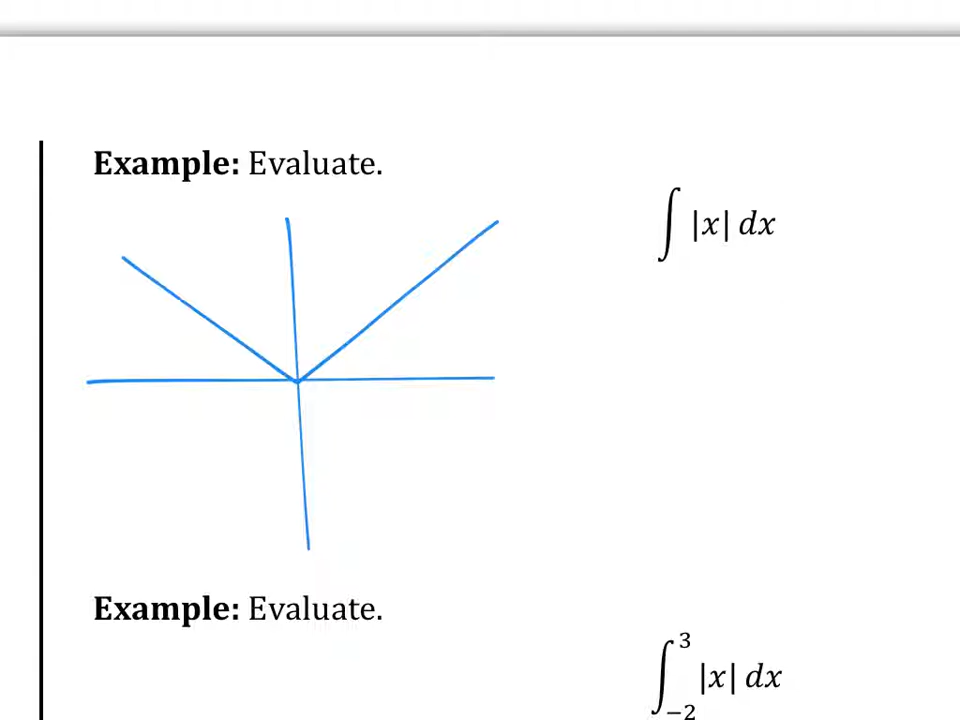 Example: Evaluate.
∫ |x| dx
Example: Evaluate.
∫_{-2}^{3} |x| dx